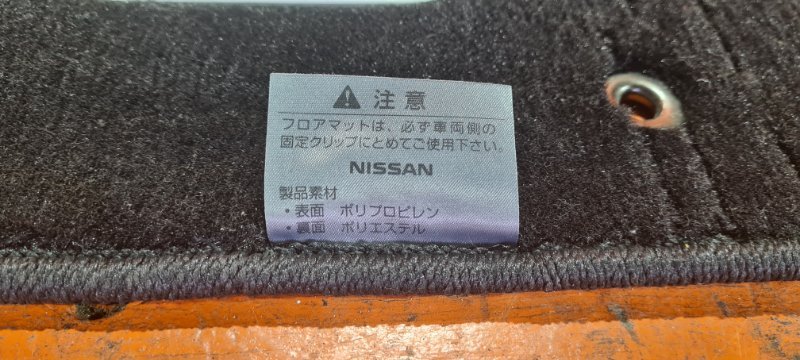 ⚠ 注意
フロアマットは、必ず車両側の
固定クリップにとめてご使用下さい。
NISSAN
製品素材
・表面 ポリプロピレン
・裏面 ポリエステル